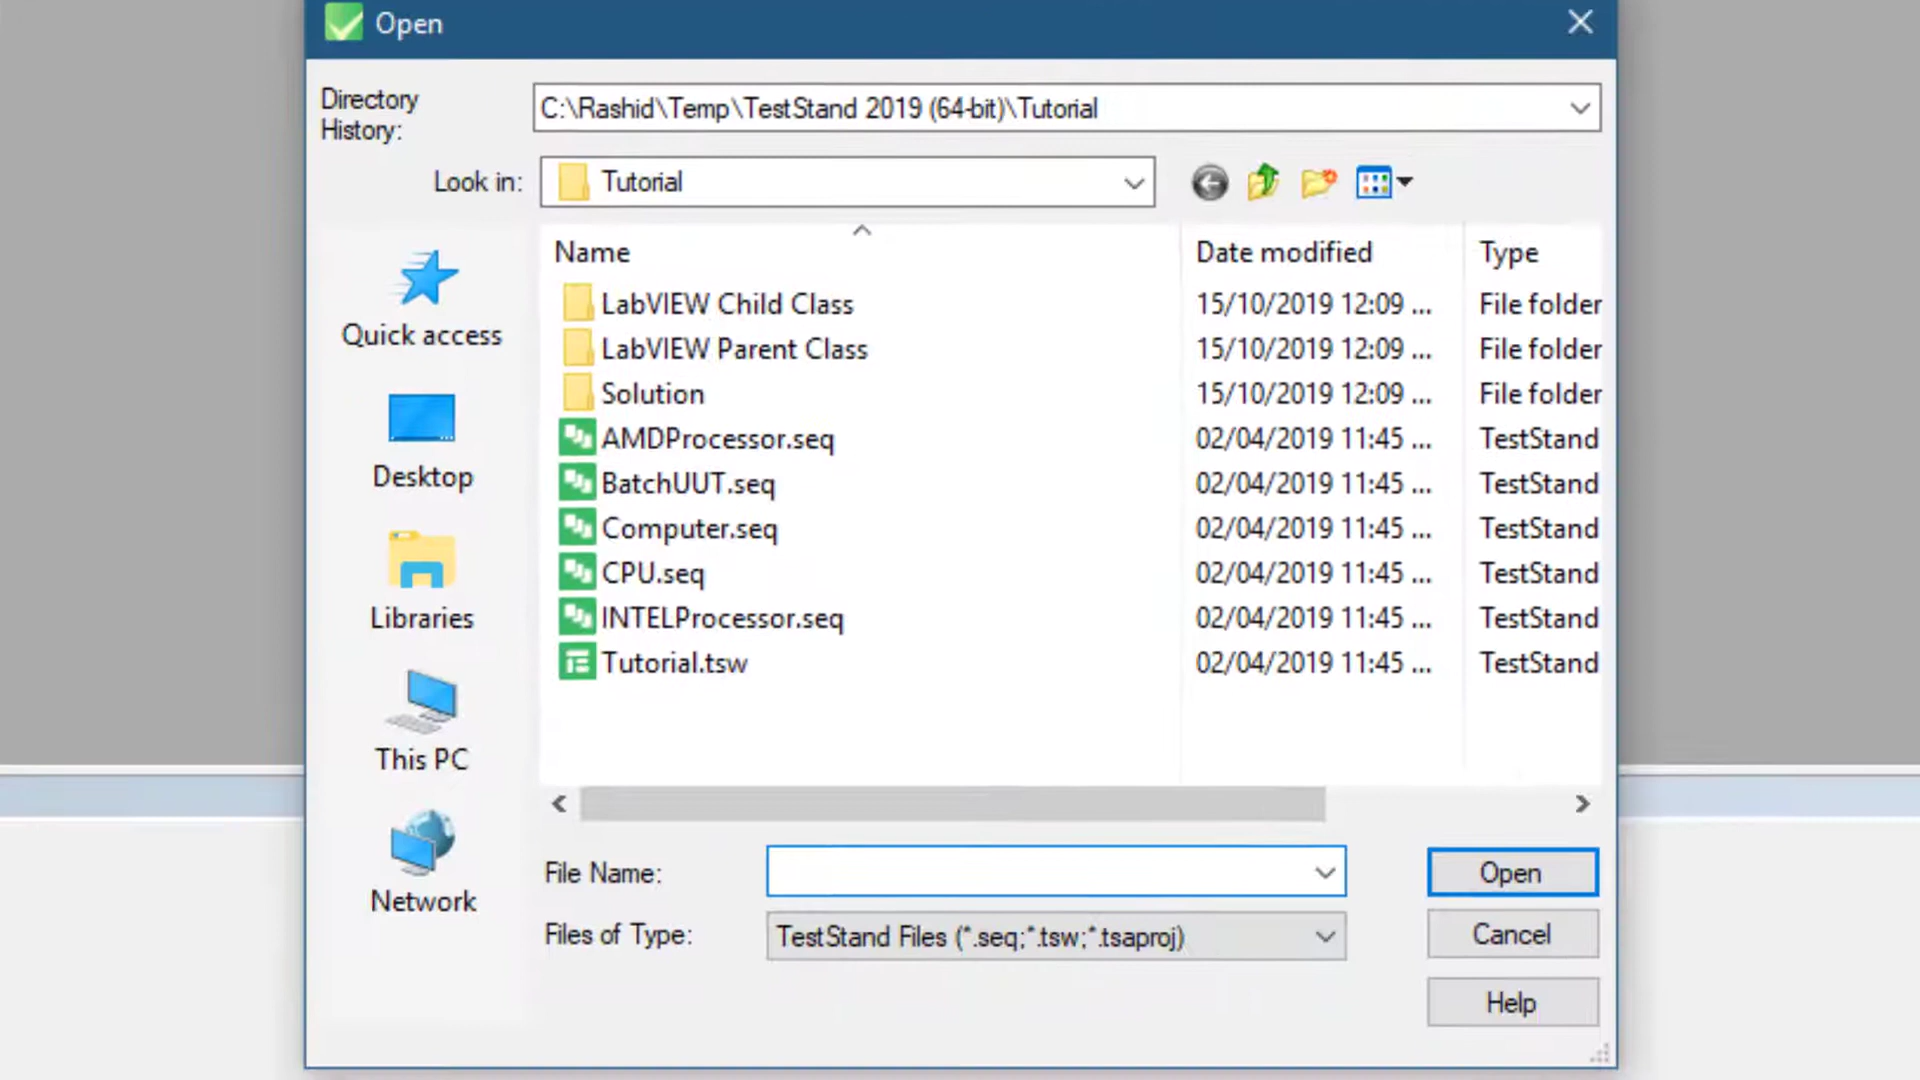 Open
Directory
History:
C:\Rashid\Temp\TestStand 2019 (64-bit)\Tutorial
Look in:
Tutorial
Name
Date modified
Type
LabVIEW Child Class
15/10/2019 12:09 ...
File folder
LabVIEW Parent Class
15/10/2019 12:09 ...
File folder
Solution
15/10/2019 12:09 ...
File folder
AMDProcessor.seq
02/04/2019 11:45 ...
TestStand
BatchUUT.seq
02/04/2019 11:45 ...
TestStand
Computer.seq
02/04/2019 11:45 ...
TestStand
CPU.seq
02/04/2019 11:45 ...
TestStand
INTELProcessor.seq
02/04/2019 11:45 ...
TestStand
Tutorial.tsw
02/04/2019 11:45 ...
TestStand
Quick access
Desktop
Libraries
This PC
Network
File Name:
Open
Files of Type:
TestStand Files (*.seq;*.tsw;*.tsaproj)
Cancel
Help